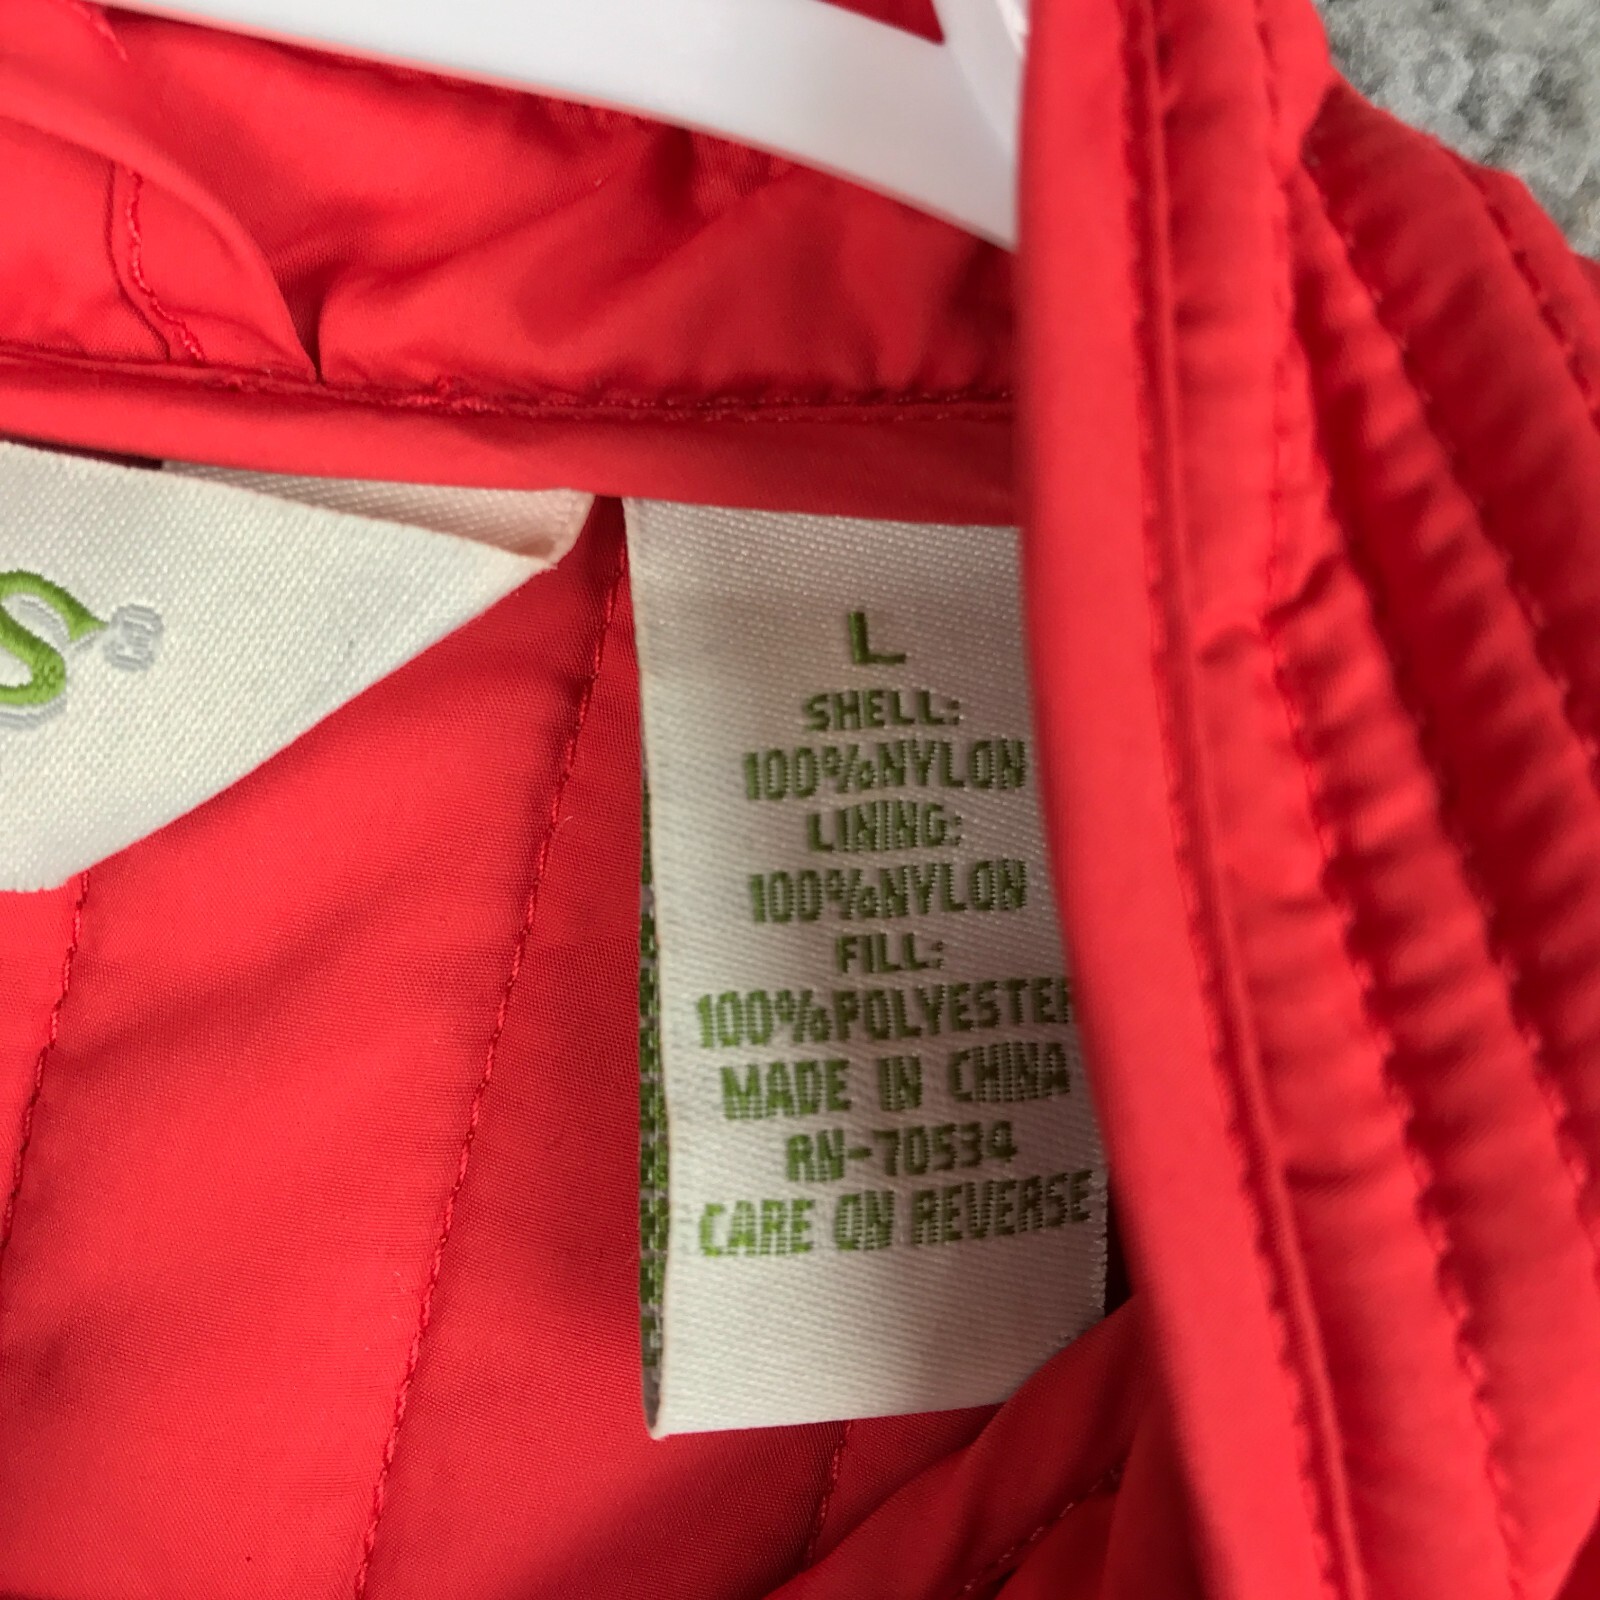 S®
L
SHELL:
100%NYLON
LINING:
100%NYLON
FILL:
100%POLYESTER
MADE IN CHINA
RN-70534
CARE ON REVERSE